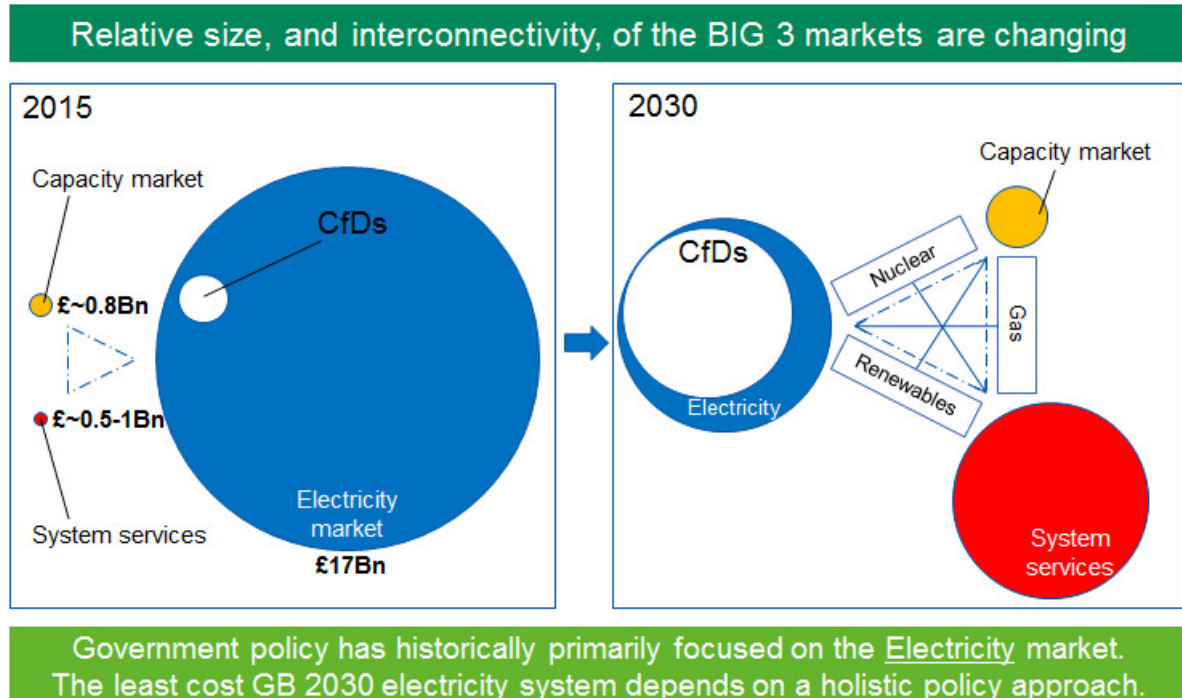 Relative size, and interconnectivity, of the BIG 3 markets are changing
2015
Capacity market
CfDs
£~0.8Bn
£~0.5-1Bn
System services
Electricity
market
£17Bn
2030
Capacity market
CfDs
Electricity
Nuclear
Gas
Renewables
System
services
Government policy has historically primarily focused on the Electricity market.
The least cost GB 2030 electricity system depends on a holistic policy approach.